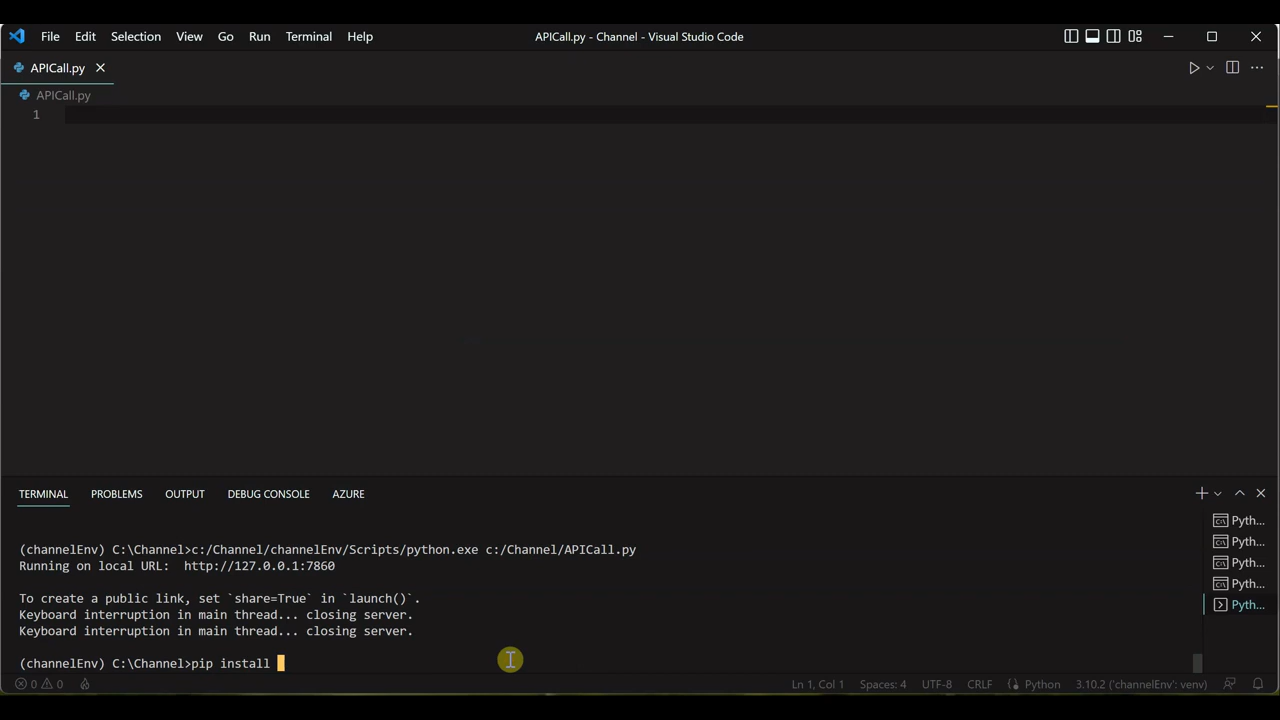 File Edit Selection View Go Run Terminal Help APICall.py - Channel - Visual Studio Code
APICall.py
APICall.py
1
TERMINAL PROBLEMS OUTPUT DEBUG CONSOLE AZURE
Pyth...
(channelEnv) C:\Channel>c:/Channel/channelEnv/Scripts/python.exe c:/Channel/APICall.py
Pyth...
Running on local URL:  http://127.0.0.1:7860
Pyth...
Pyth...
To create a public link, set `share=True` in `launch()`.
Pyth...
Keyboard interruption in main thread... closing server.
Keyboard interruption in main thread... closing server.
(channelEnv) C:\Channel>pip install
0 0 Ln 1, Col 1 Spaces: 4 UTF-8 CRLF Python 3.10.2 ('channelEnv': venv)